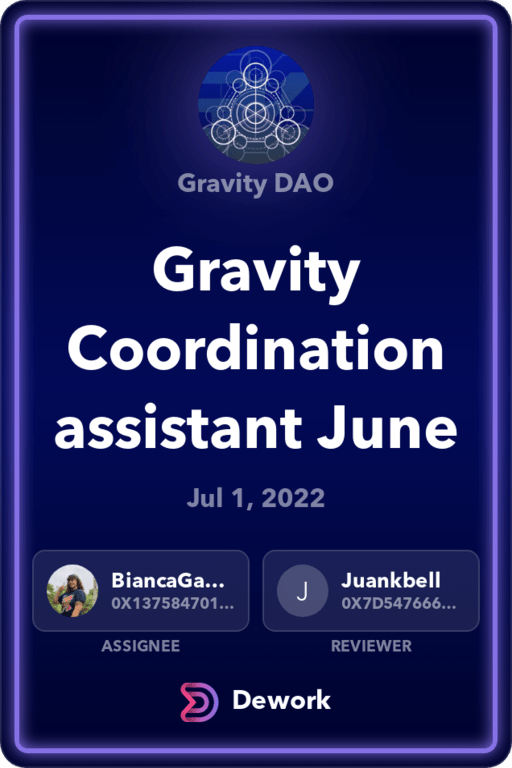 Gravity DAO
Gravity
Coordination
assistant June
Jul 1, 2022
BiancaGa...
0X137584701...
Juankbell
0X7D547666...
J
ASSIGNEE
REVIEWER
Dework